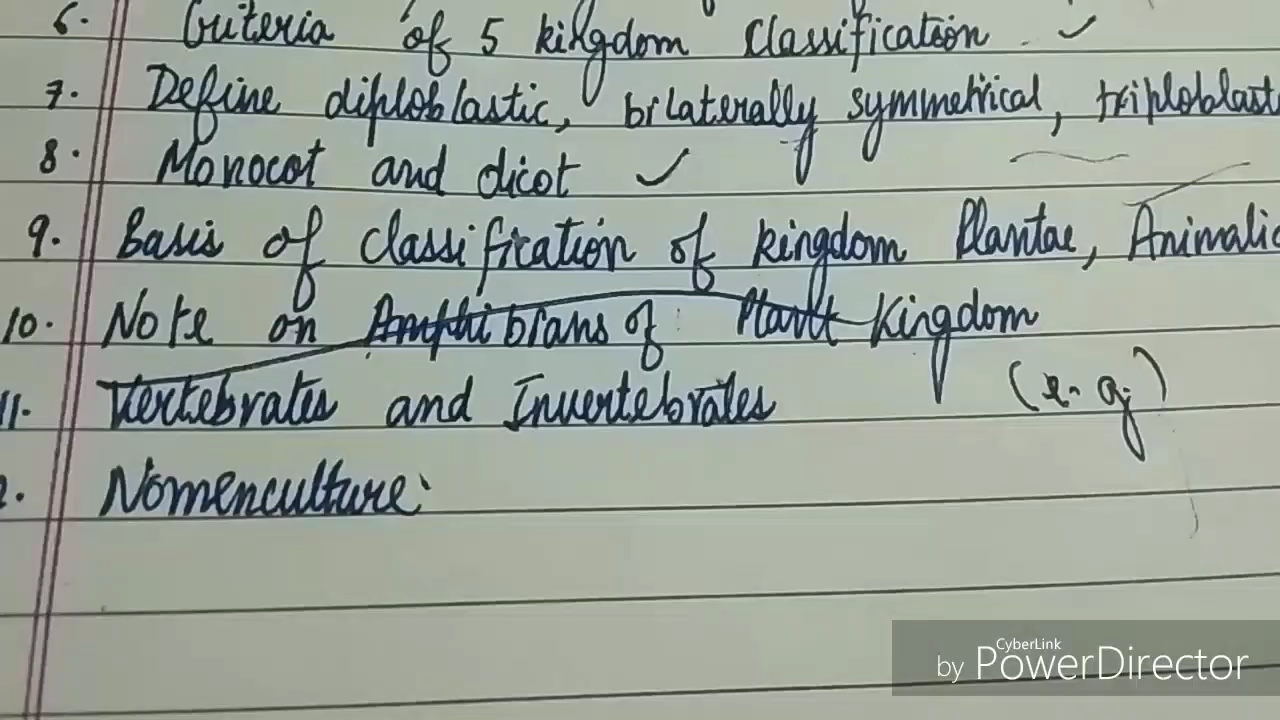 6. Criteria of 5 kingdom classification
7. Define diploblastic, bilaterally symmetrical, triploblast
8. Monocot and dicot
9. Basis of classification of kingdom Plantae, Animalia
10. Note on Amphibians of Plant Kingdom
11. Vertebrates and Invertebrates (e.g)
2. Nomenculture:
CyberLink
by PowerDirector